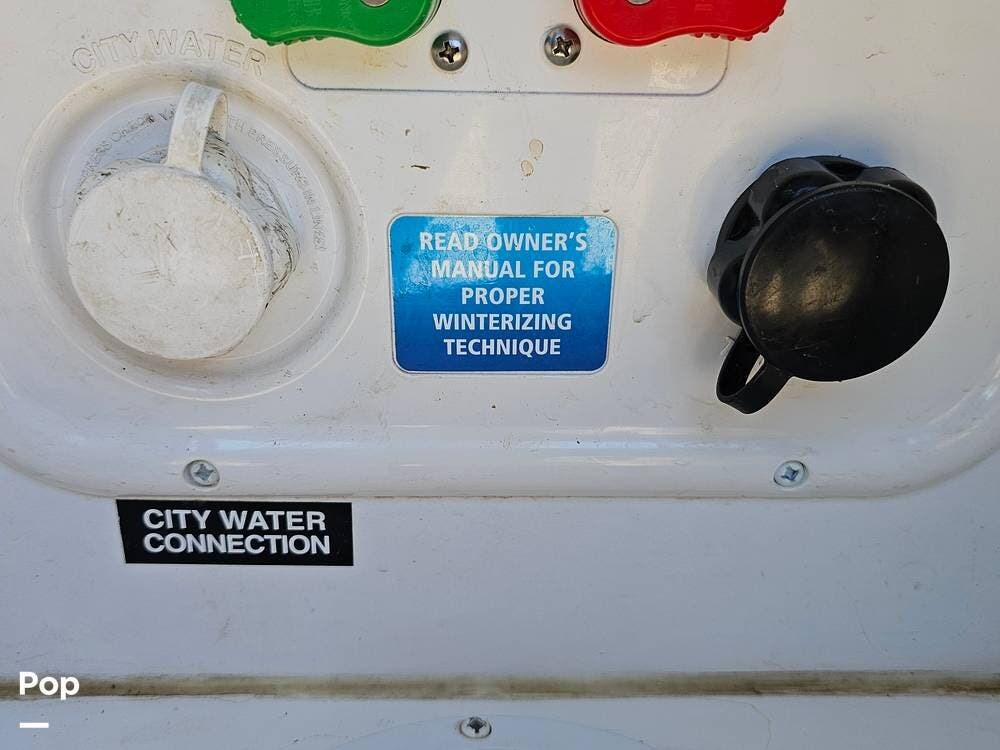 CITY WATER
READ OWNER'S
MANUAL FOR
PROPER
WINTERIZING
TECHNIQUE
CITY WATER
CONNECTION
Pop